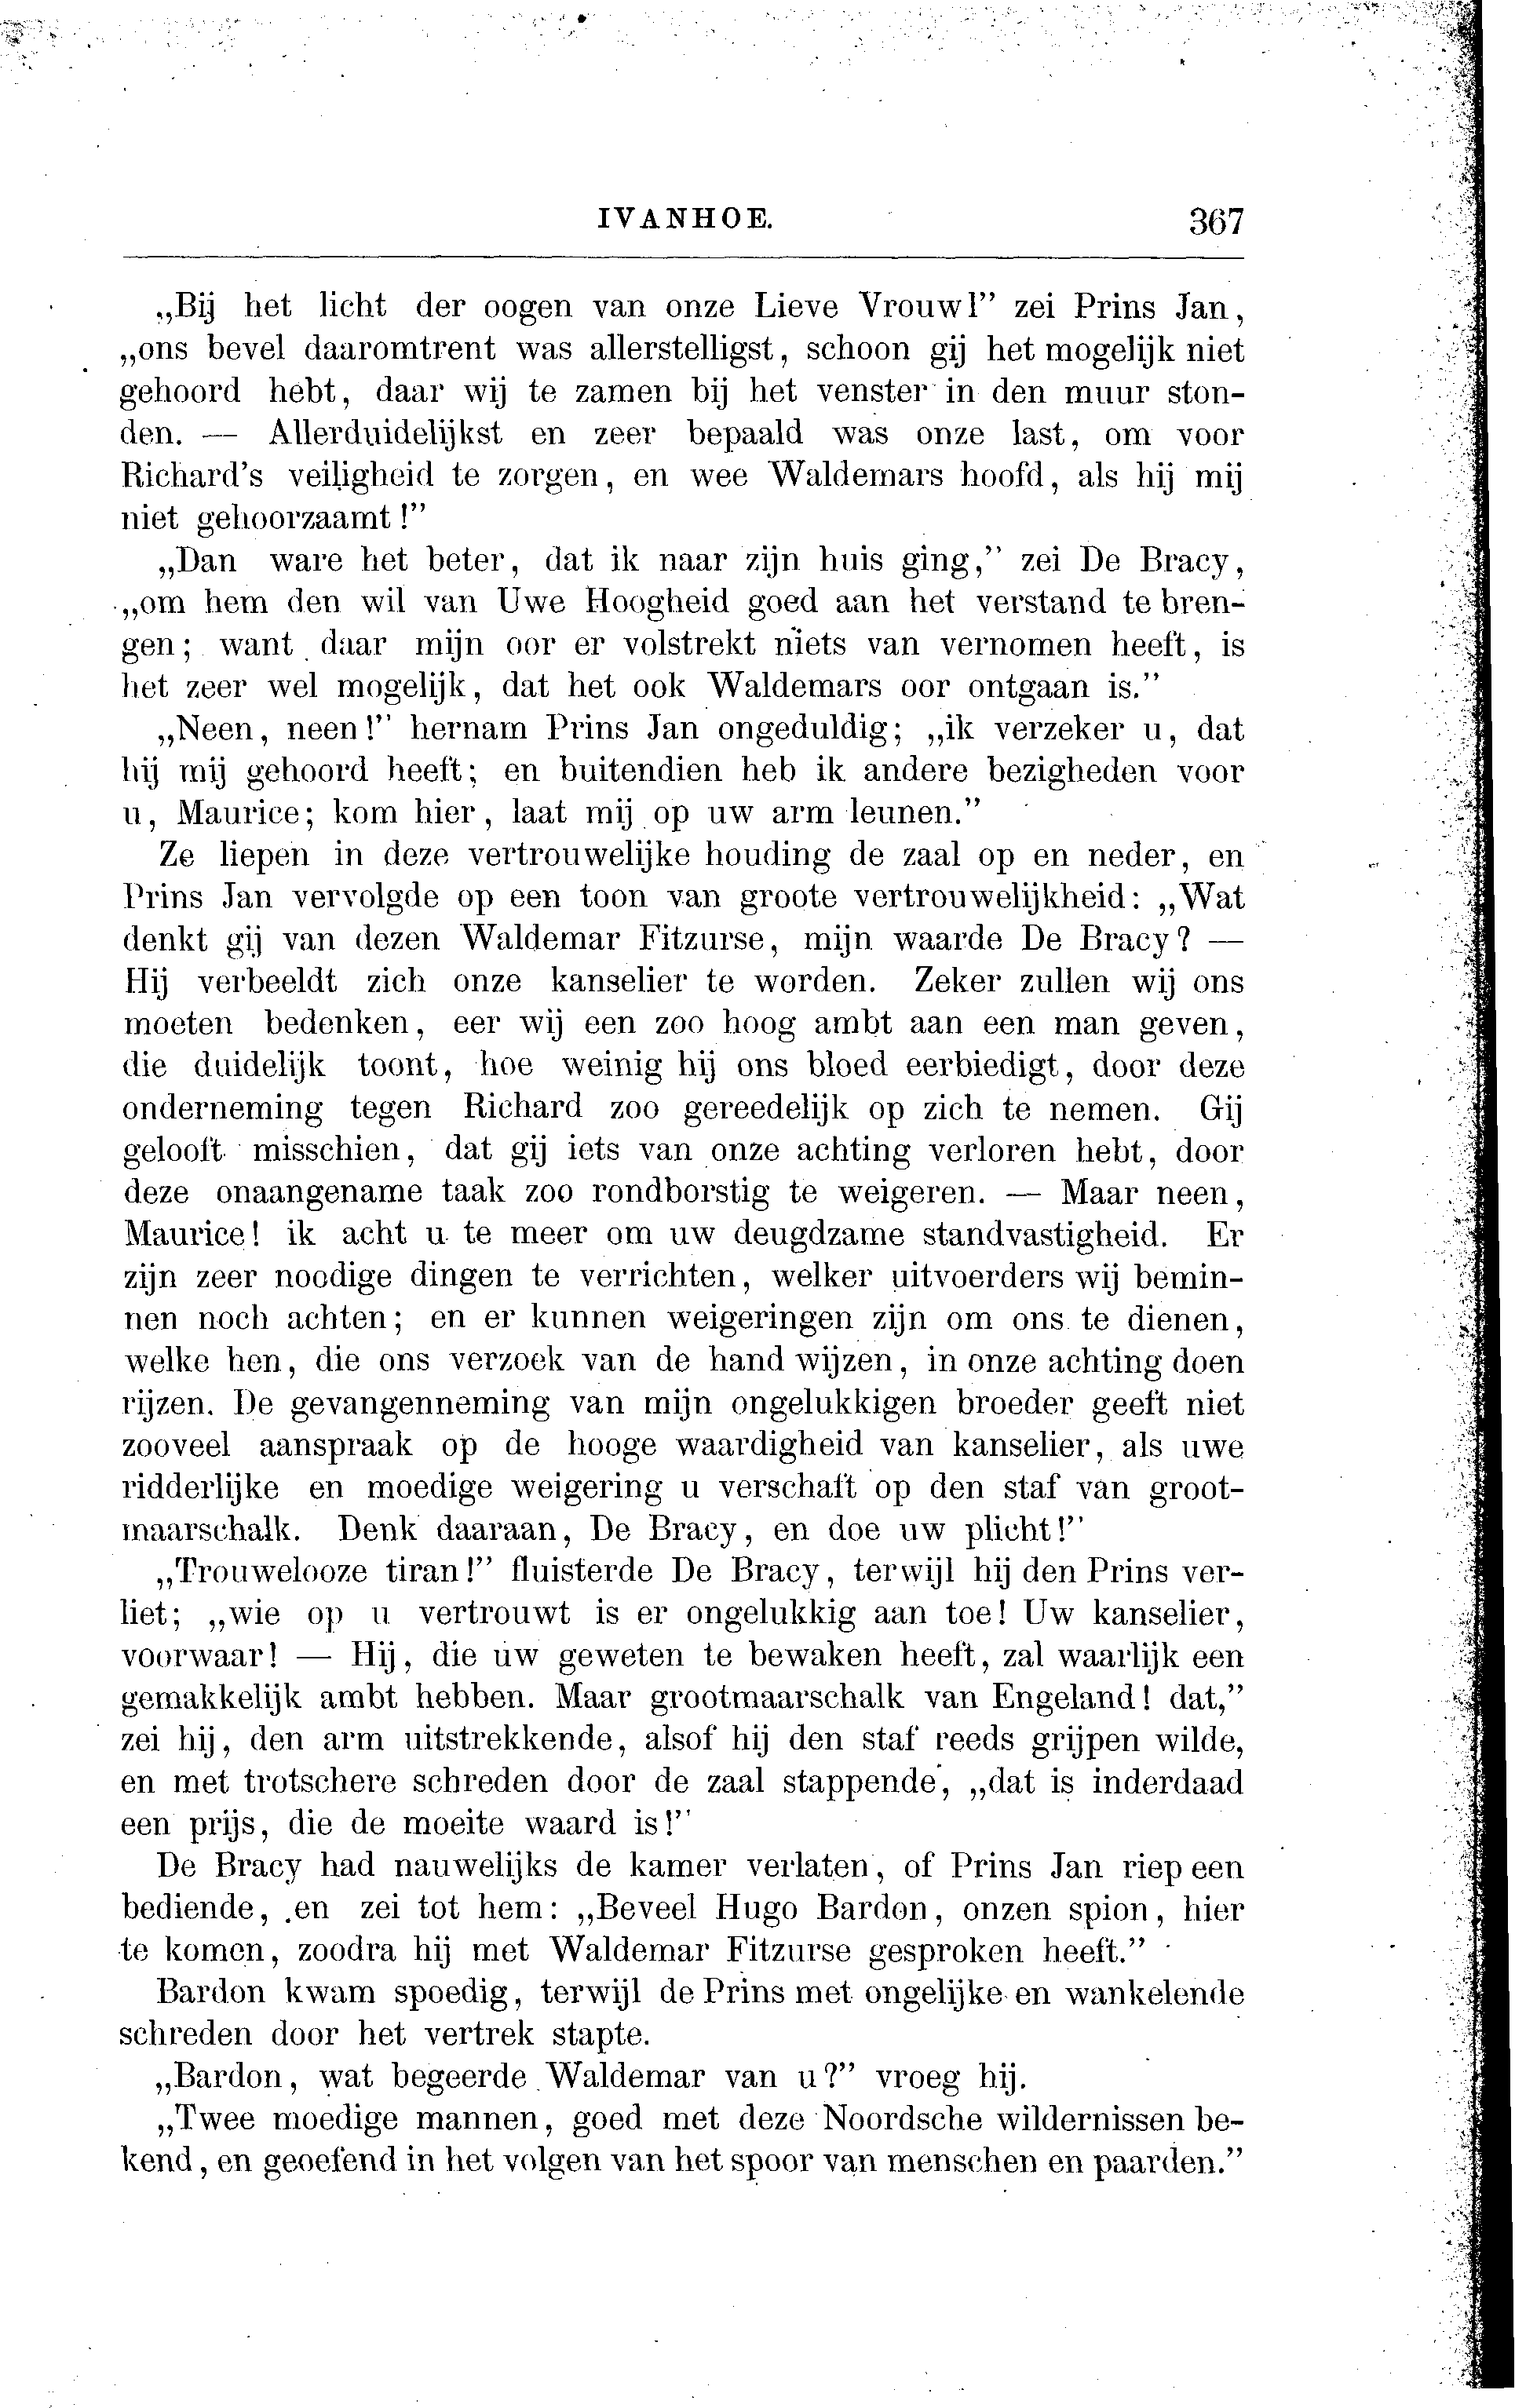 IVANHOE. 367
„Bij het licht der oogen van onze Lieve Vrouw!” zei Prins Jan,
„ons bevel daaromtrent was allerstelligst, schoon gij het mogelijk niet
gehoord hebt, daar wij te zamen bij het venster in den muur ston-
den. — Allerduidelijkst en zeer bepaald was onze last, om voor
Richard's veiligheid te zorgen, en wee Waldemars hoofd, als hij mij
niet gehoorzaamt!”
„Dan ware het beter, dat ik naar zijn huis ging,” zei De Bracy,
„om hem den wil van Uwe Hoogheid goed aan het verstand te bren-
gen; want daar mijn oor er volstrekt niets van vernomen heeft, is
het zeer wel mogelijk, dat het ook Waldemars oor ontgaan is.”
„Neen, neen!” hernam Prins Jan ongeduldig; „ik verzeker u, dat
hij mij gehoord heeft; en buitendien heb ik andere bezigheden voor
u, Maurice; kom hier, laat mij op uw arm leunen.”
Ze liepen in deze vertrouwelijke houding de zaal op en neder, en
Prins Jan vervolgde op een toon van groote vertrouwelijkheid: „Wat
denkt gij van dezen Waldemar Fitzurse, mijn waarde De Bracy? —
Hij verbeeldt zich onze kanselier te worden. Zeker zullen wij ons
moeten bedenken, eer wij een zoo hoog ambt aan een man geven,
die duidelijk toont, hoe weinig hij ons bloed eerbiedigt, door deze
onderneming tegen Richard zoo gereedelijk op zich te nemen. Gij
gelooft misschien, dat gij iets van onze achting verloren hebt, door
deze onaangename taak zoo rondborstig te weigeren. — Maar neen,
Maurice! ik acht u te meer om uw deugdzame standvastigheid. Er
zijn zeer noodige dingen te verrichten, welker uitvoerders wij bemin-
nen noch achten; en er kunnen weigeringen zijn om ons te dienen,
welke hen, die ons verzoek van de hand wijzen, in onze achting doen
rijzen. De gevangenneming van mijn ongelukkigen broeder geeft niet
zooveel aanspraak op de hooge waardigheid van kanselier, als uwe
ridderlijke en moedige weigering u verschaft op den staf van groot-
maarschalk. Denk daaraan, De Bracy, en doe uw plicht!”
„Trouwelooze tiran!” fluisterde De Bracy, terwijl hij den Prins ver-
liet; „wie op u vertrouwt is er ongelukkig aan toe! Uw kanselier,
voorwaar! — Hij, die uw geweten te bewaken heeft, zal waarlijk een
gemakkelijk ambt hebben. Maar grootmaarschalk van Engeland! dat,”
zei hij, den arm uitstrekkende, alsof hij den staf reeds grijpen wilde,
en met trotschere schreden door de zaal stappende, „dat is inderdaad
een prijs, die de moeite waard is!”
De Bracy had nauwelijks de kamer verlaten, of Prins Jan riep een
bediende, en zei tot hem: „Beveel Hugo Bardon, onzen spion, hier
te komen, zoodra hij met Waldemar Fitzurse gesproken heeft.”
Bardon kwam spoedig, terwijl de Prins met ongelijke en wankelende
schreden door het vertrek stapte.
„Bardon, wat begeerde Waldemar van u?” vroeg hij.
„Twee moedige mannen, goed met deze Noordsche wildernissen be-
kend, en geoefend in het volgen van het spoor van menschen en paarden.”